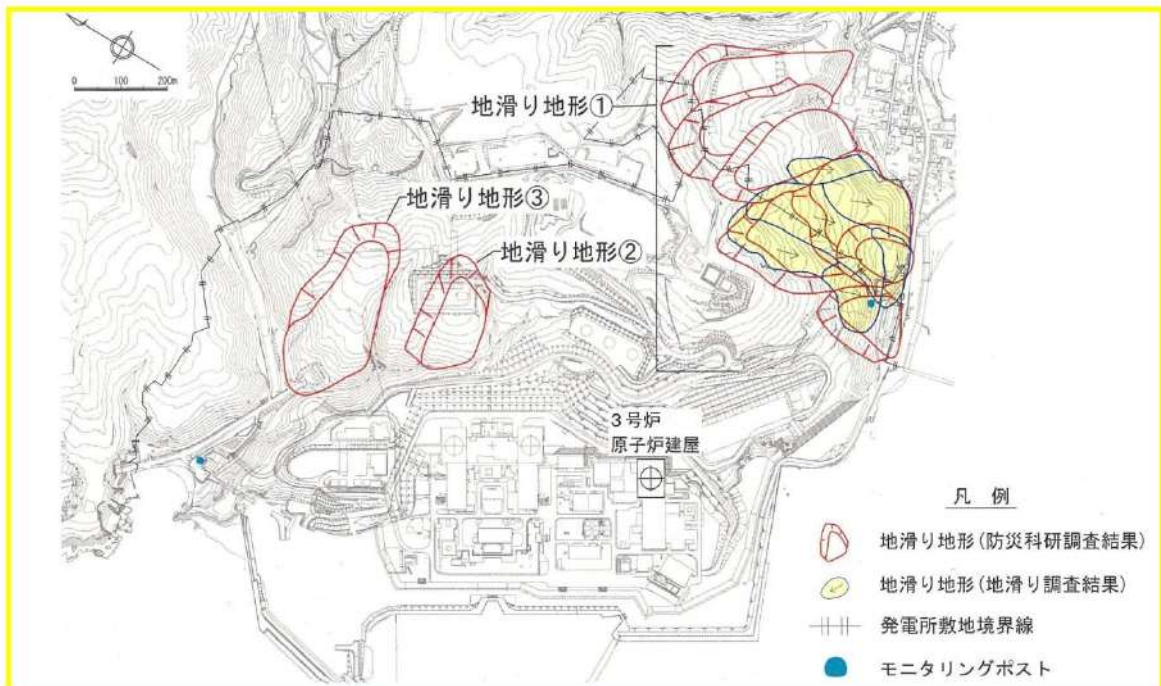 0 100 200m
地滑り地形①
地滑り地形③
地滑り地形②
3号炉
原子炉建屋
凡 例
地滑り地形(防災科研調査結果)
地滑り地形(地滑り調査結果)
発電所敷地境界線
モニタリングポスト